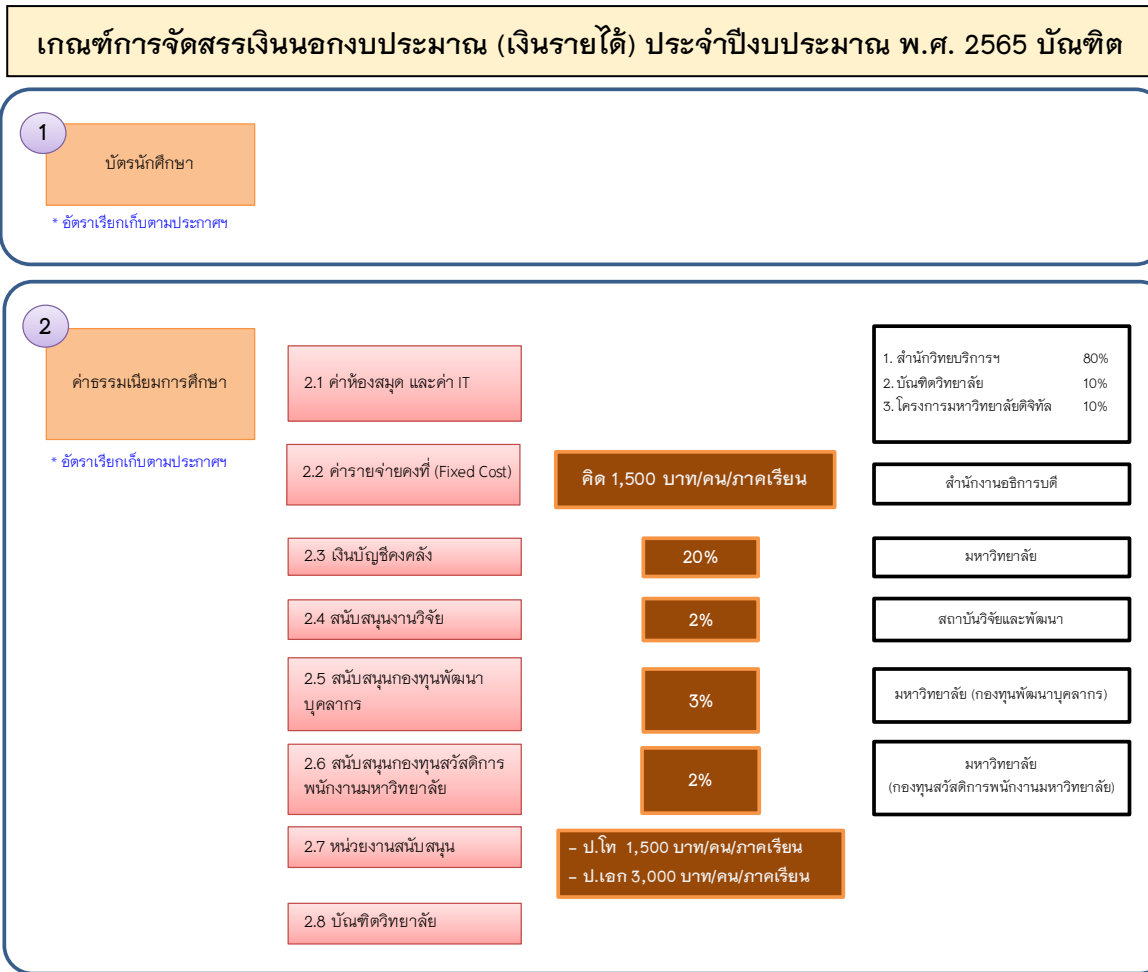 เกณฑ์การจัดสรรเงินนอกงบประมาณ (เงินรายได้) ประจำปีงบประมาณ พ.ศ. 2565 บัณฑิต
1
บัตรนักศึกษา
* อัตราเรียกเก็บตามประกาศฯ
2
ค่าธรรมเนียมการศึกษา
* อัตราเรียกเก็บตามประกาศฯ
2.1 ค่าห้องสมุด และค่า IT
1. สำนักวิทยบริการฯ 80%
2. บัณฑิตวิทยาลัย 10%
3. โครงการมหาวิทยาลัยดิจิทัล 10%
2.2 ค่ารายจ่ายคงที่ (Fixed Cost)
คิด 1,500 บาท/คน/ภาคเรียน
สำนักงานอธิการบดี
2.3 เงินบัญชีคงคลัง
20%
มหาวิทยาลัย
2.4 สนับสนุนงานวิจัย
2%
สถาบันวิจัยและพัฒนา
2.5 สนับสนุนกองทุนพัฒนา
บุคลากร
3%
มหาวิทยาลัย (กองทุนพัฒนาบุคลากร)
2.6 สนับสนุนกองทุนสวัสดิการ
พนักงานมหาวิทยาลัย
2%
มหาวิทยาลัย
(กองทุนสวัสดิการพนักงานมหาวิทยาลัย)
2.7 หน่วยงานสนับสนุน
– ป.โท 1,500 บาท/คน/ภาคเรียน
– ป.เอก 3,000 บาท/คน/ภาคเรียน
2.8 บัณฑิตวิทยาลัย